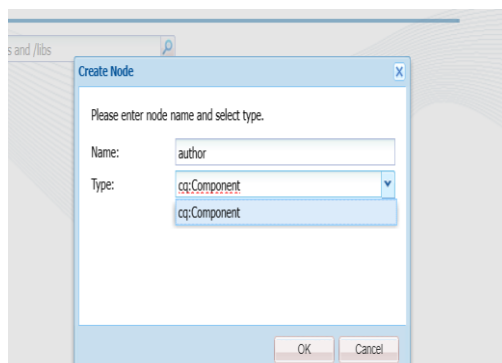 s and /libs
Create Node
X
Please enter node name and select type.
Name: author
Type: cq:Component
cq:Component
OK Cancel